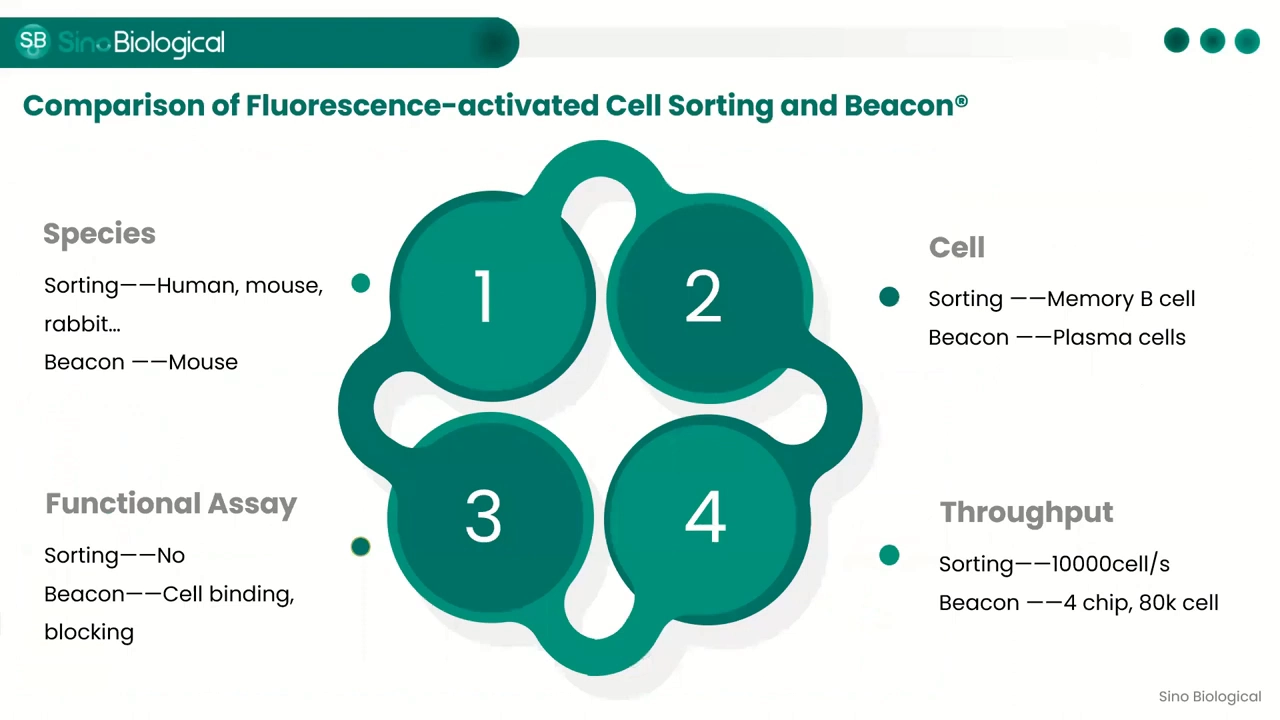 SB SinoBiological
Comparison of Fluorescence-activated Cell Sorting and Beacon®
Species
Sorting——Human, mouse,
rabbit...
Beacon ——Mouse
1
2
Cell
Sorting ——Memory B cell
Beacon ——Plasma cells
Functional Assay
Sorting——No
Beacon——Cell binding,
blocking
3
4
Throughput
Sorting——10000cell/s
Beacon ——4 chip, 80k cell
Sino Biological